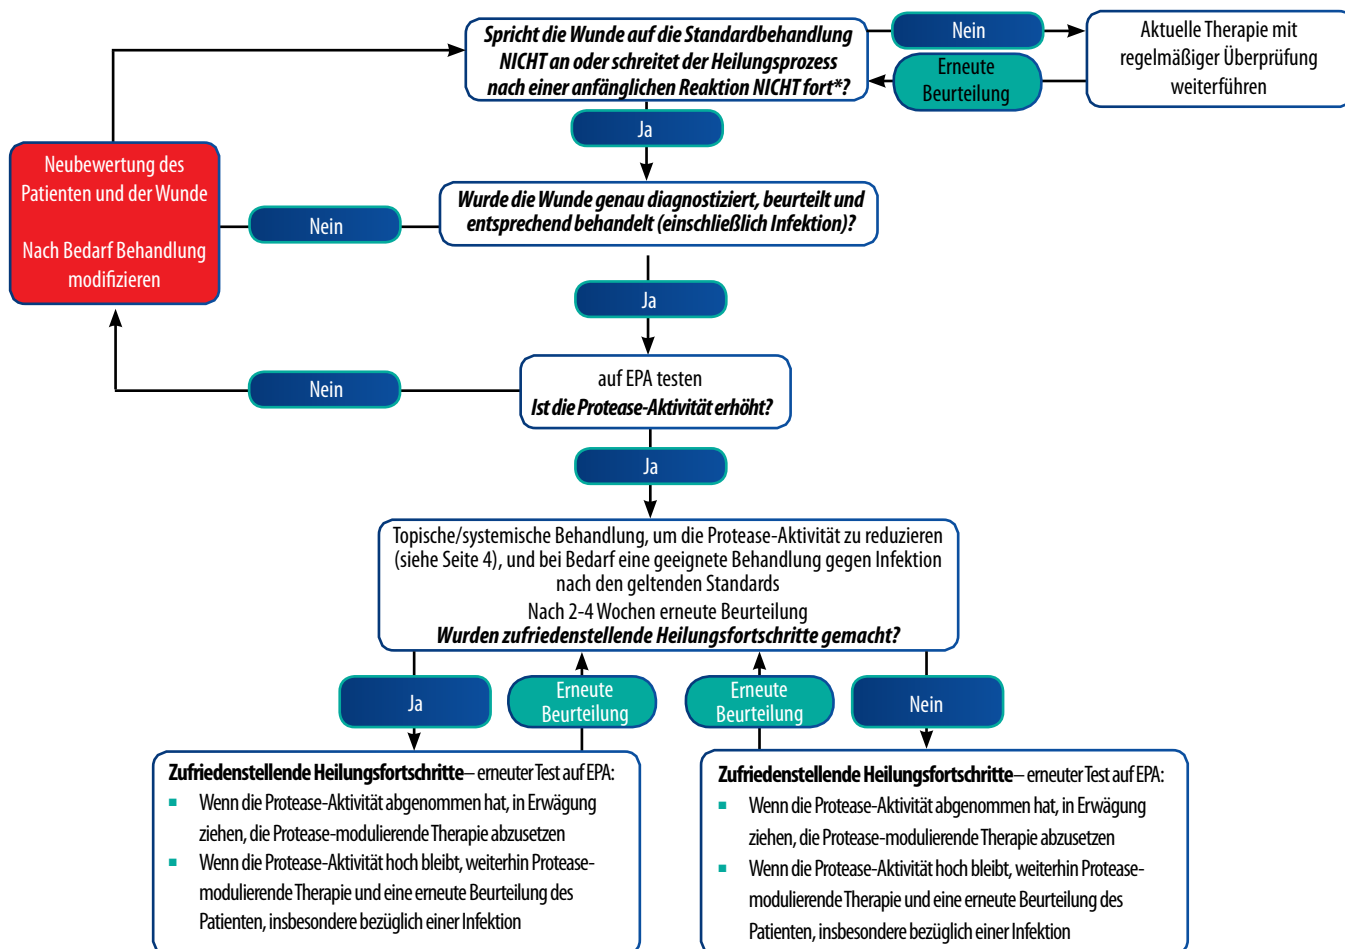 Spricht die Wunde auf die Standardbehandlung
NICHT an oder schreitet der Heilungsprozess
nach einer anfänglichen Reaktion NICHT fort*?
Nein
Erneute
Beurteilung
Aktuelle Therapie mit
regelmäßiger Überprüfung
weiterführen
Ja
Neubewertung des
Patienten und der Wunde
Nach Bedarf Behandlung
modifizieren
Nein
Wurde die Wunde genau diagnostiziert, beurteilt und
entsprechend behandelt (einschließlich Infektion)?
Ja
Nein
auf EPA testen
Ist die Protease-Aktivität erhöht?
Ja
Topische/systemische Behandlung, um die Protease-Aktivität zu reduzieren
(siehe Seite 4), und bei Bedarf eine geeignete Behandlung gegen Infektion
nach den geltenden Standards
Nach 2-4 Wochen erneute Beurteilung
Wurden zufriedenstellende Heilungsfortschritte gemacht?
Ja
Erneute
Beurteilung
Erneute
Beurteilung
Nein
Zufriedenstellende Heilungsfortschritte– erneuter Test auf EPA:
▪ Wenn die Protease-Aktivität abgenommen hat, in Erwägung
ziehen, die Protease-modulierende Therapie abzusetzen
▪ Wenn die Protease-Aktivität hoch bleibt, weiterhin Protease-
modulierende Therapie und eine erneute Beurteilung des
Patienten, insbesondere bezüglich einer Infektion
Zufriedenstellende Heilungsfortschritte– erneuter Test auf EPA:
▪ Wenn die Protease-Aktivität abgenommen hat, in Erwägung
ziehen, die Protease-modulierende Therapie abzusetzen
▪ Wenn die Protease-Aktivität hoch bleibt, weiterhin Protease-
modulierende Therapie und eine erneute Beurteilung des
Patienten, insbesondere bezüglich einer Infektion